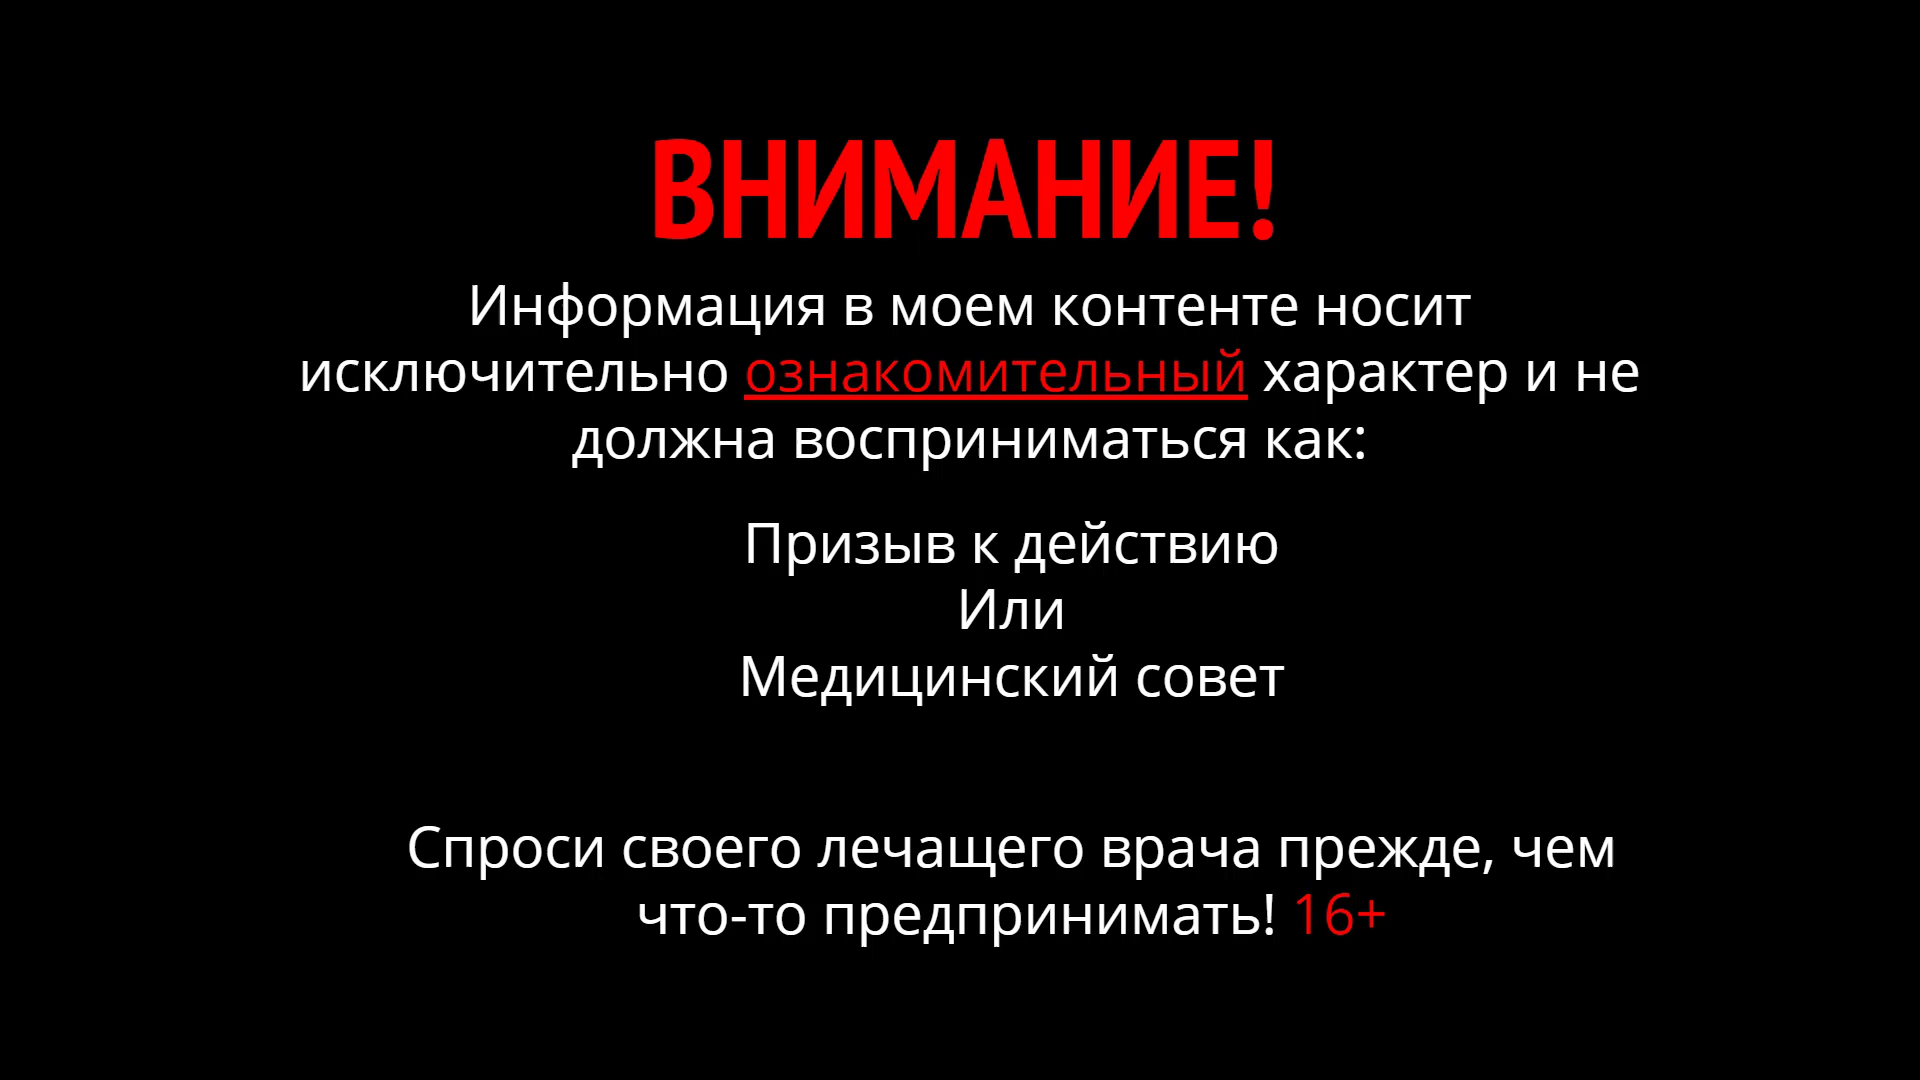 ВНИМАНИЕ!
Информация в моем контенте носит
исключительно ознакомительный характер и не
должна восприниматься как:
Призыв к действию
Или
Медицинский совет
Спроси своего лечащего врача прежде, чем
что-то предпринимать! 16+